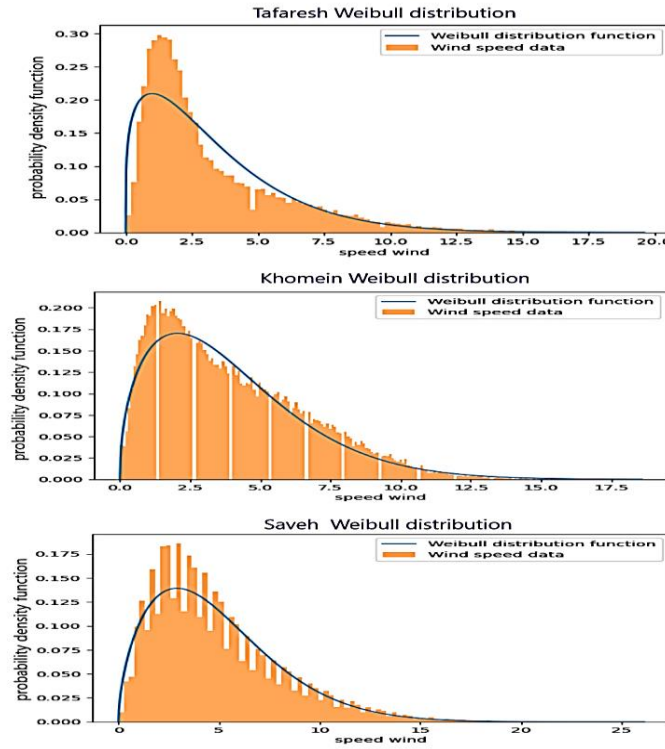 Tafaresh Weibull distribution
Weibull distribution function
Wind speed data
probability density function
0.30
0.25
0.20
0.15
0.10
0.05
0.00
0.0 2.5 5.0 7.5 10.0 12.5 15.0 17.5 20.0
speed wind
Khomein Weibull distribution
Weibull distribution function
Wind speed data
probability density function
0.200
0.175
0.150
0.125
0.100
0.075
0.050
0.025
0.000
0.0 2.5 5.0 7.5 10.0 12.5 15.0 17.5
speed wind
Saveh Weibull distribution
Weibull distribution function
Wind speed data
probability density function
0.175
0.150
0.125
0.100
0.075
0.050
0.025
0.000
0 5 10 15 20 25
speed wind